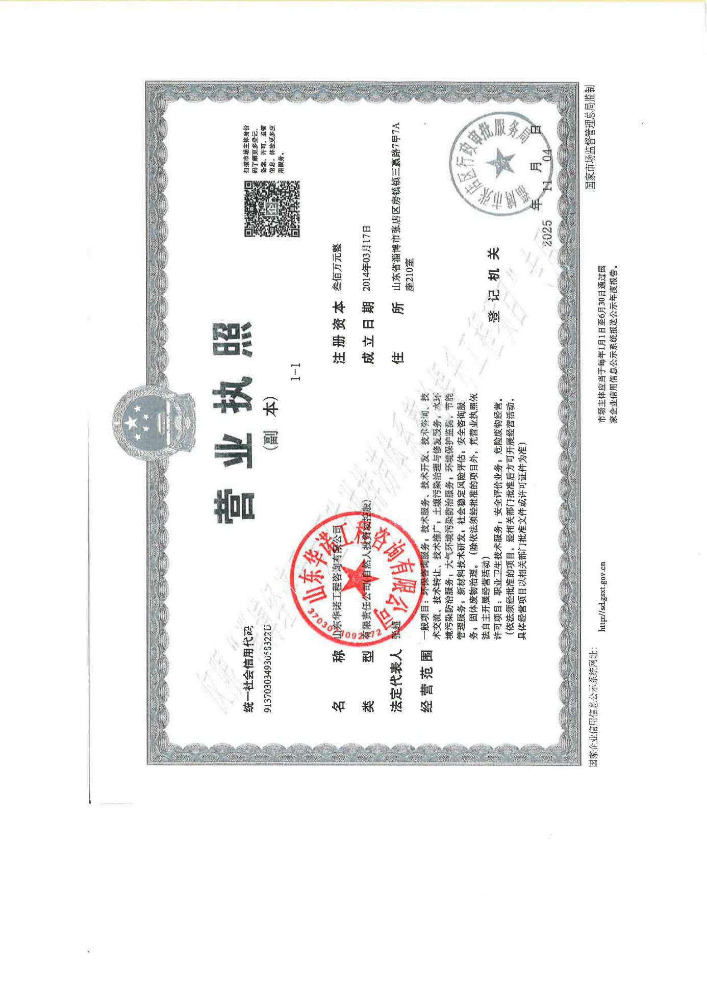 营业执照
(副 本)
1-1
统一社会信用代码
扫描市场主体身份
码了解更多登记、
备案、许可、监管
信息，体验更多应
用服务。
名 称 山东华诺工程咨询有限公司
类 型 有限责任公司(自然人投资或控股)
法定代表人 张超
经营范围 一般项目：环保咨询服务；技术服务、技术开发、技术咨询、技
术交流、技术转让、技术推广；土壤污染治理与修复服务；水环
境污染防治服务；大气环境污染防治服务；环境保护监测；节能
管理服务；新材料技术研发；社会稳定风险评估；安全咨询服
务；固体废物治理。（除依法须经批准的项目外，凭营业执照依
法自主开展经营活动）
许可项目：职业卫生技术服务；安全评价业务；危险废物经营。
（依法须经批准的项目，经相关部门批准后方可开展经营活动，
具体经营项目以相关部门批准文件或许可证件为准）
注册资本 叁佰万元整
成立日期 2014年03月17日
住 所 山东省淄博市张店区房镇镇三赢路7甲7A
座210室
登记机关
2025年11月04日
山东华诺工程咨询有限公司
淄博市张店区行政审批服务局
国家企业信用信息公示系统网址：
http://sd.gsxt.gov.cn
市场主体应当于每年1月1日至6月30日通过国
家企业信用信息公示系统报送公示年度报告。
国家市场监督管理总局监制